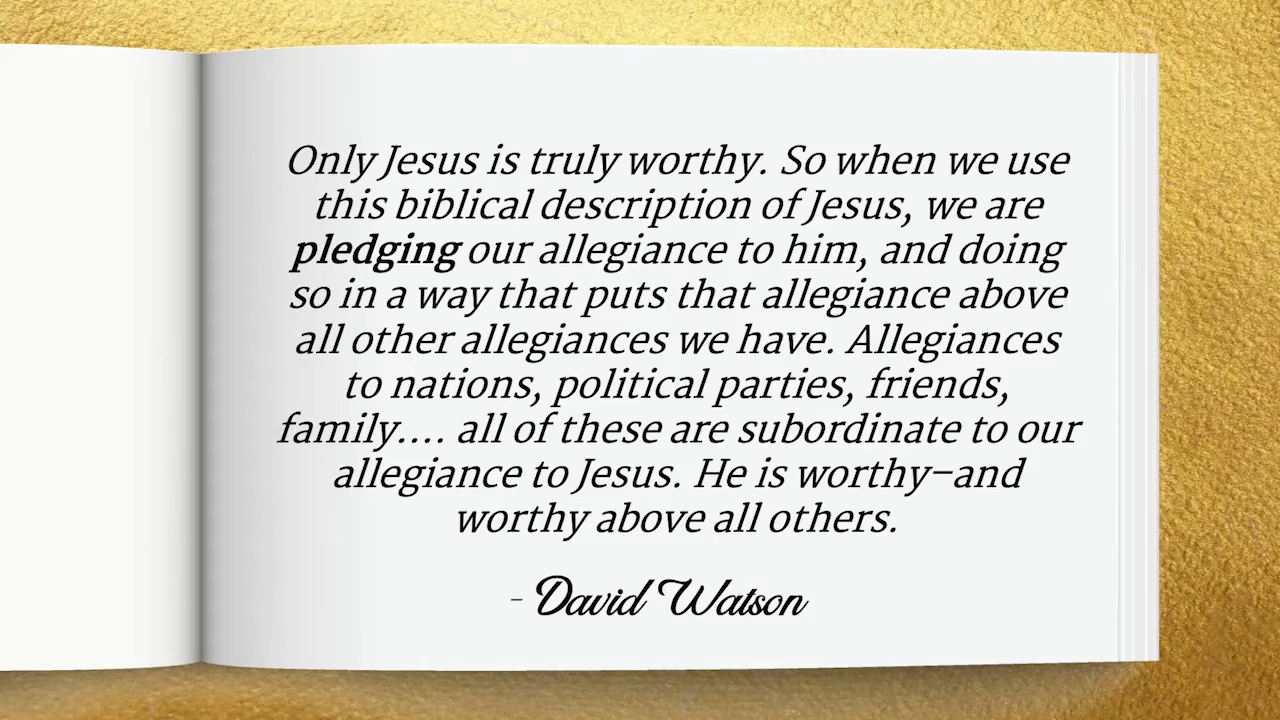 Only Jesus is truly worthy. So when we use
this biblical description of Jesus, we are
pledging our allegiance to him, and doing
so in a way that puts that allegiance above
all other allegiances we have. Allegiances
to nations, political parties, friends,
family.... all of these are subordinate to our
allegiance to Jesus. He is worthy–and
worthy above all others.
- David Watson